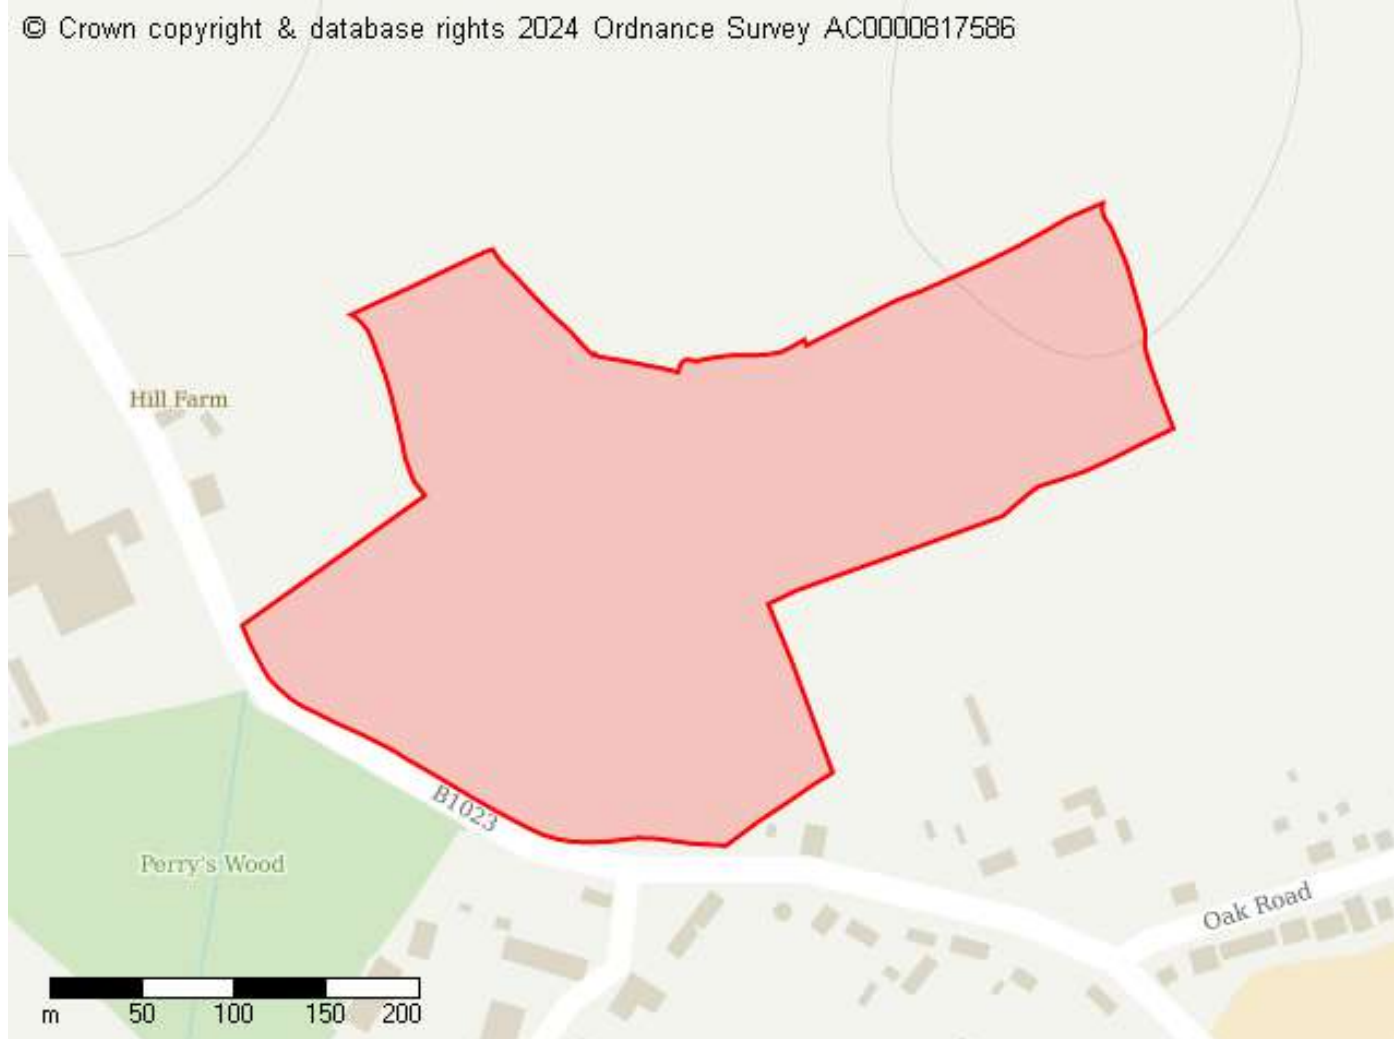 © Crown copyright & database rights 2024 Ordnance Survey AC0000817586
Hill Farm
B1023
Perry's Wood
Oak Road
m 50 100 150 200